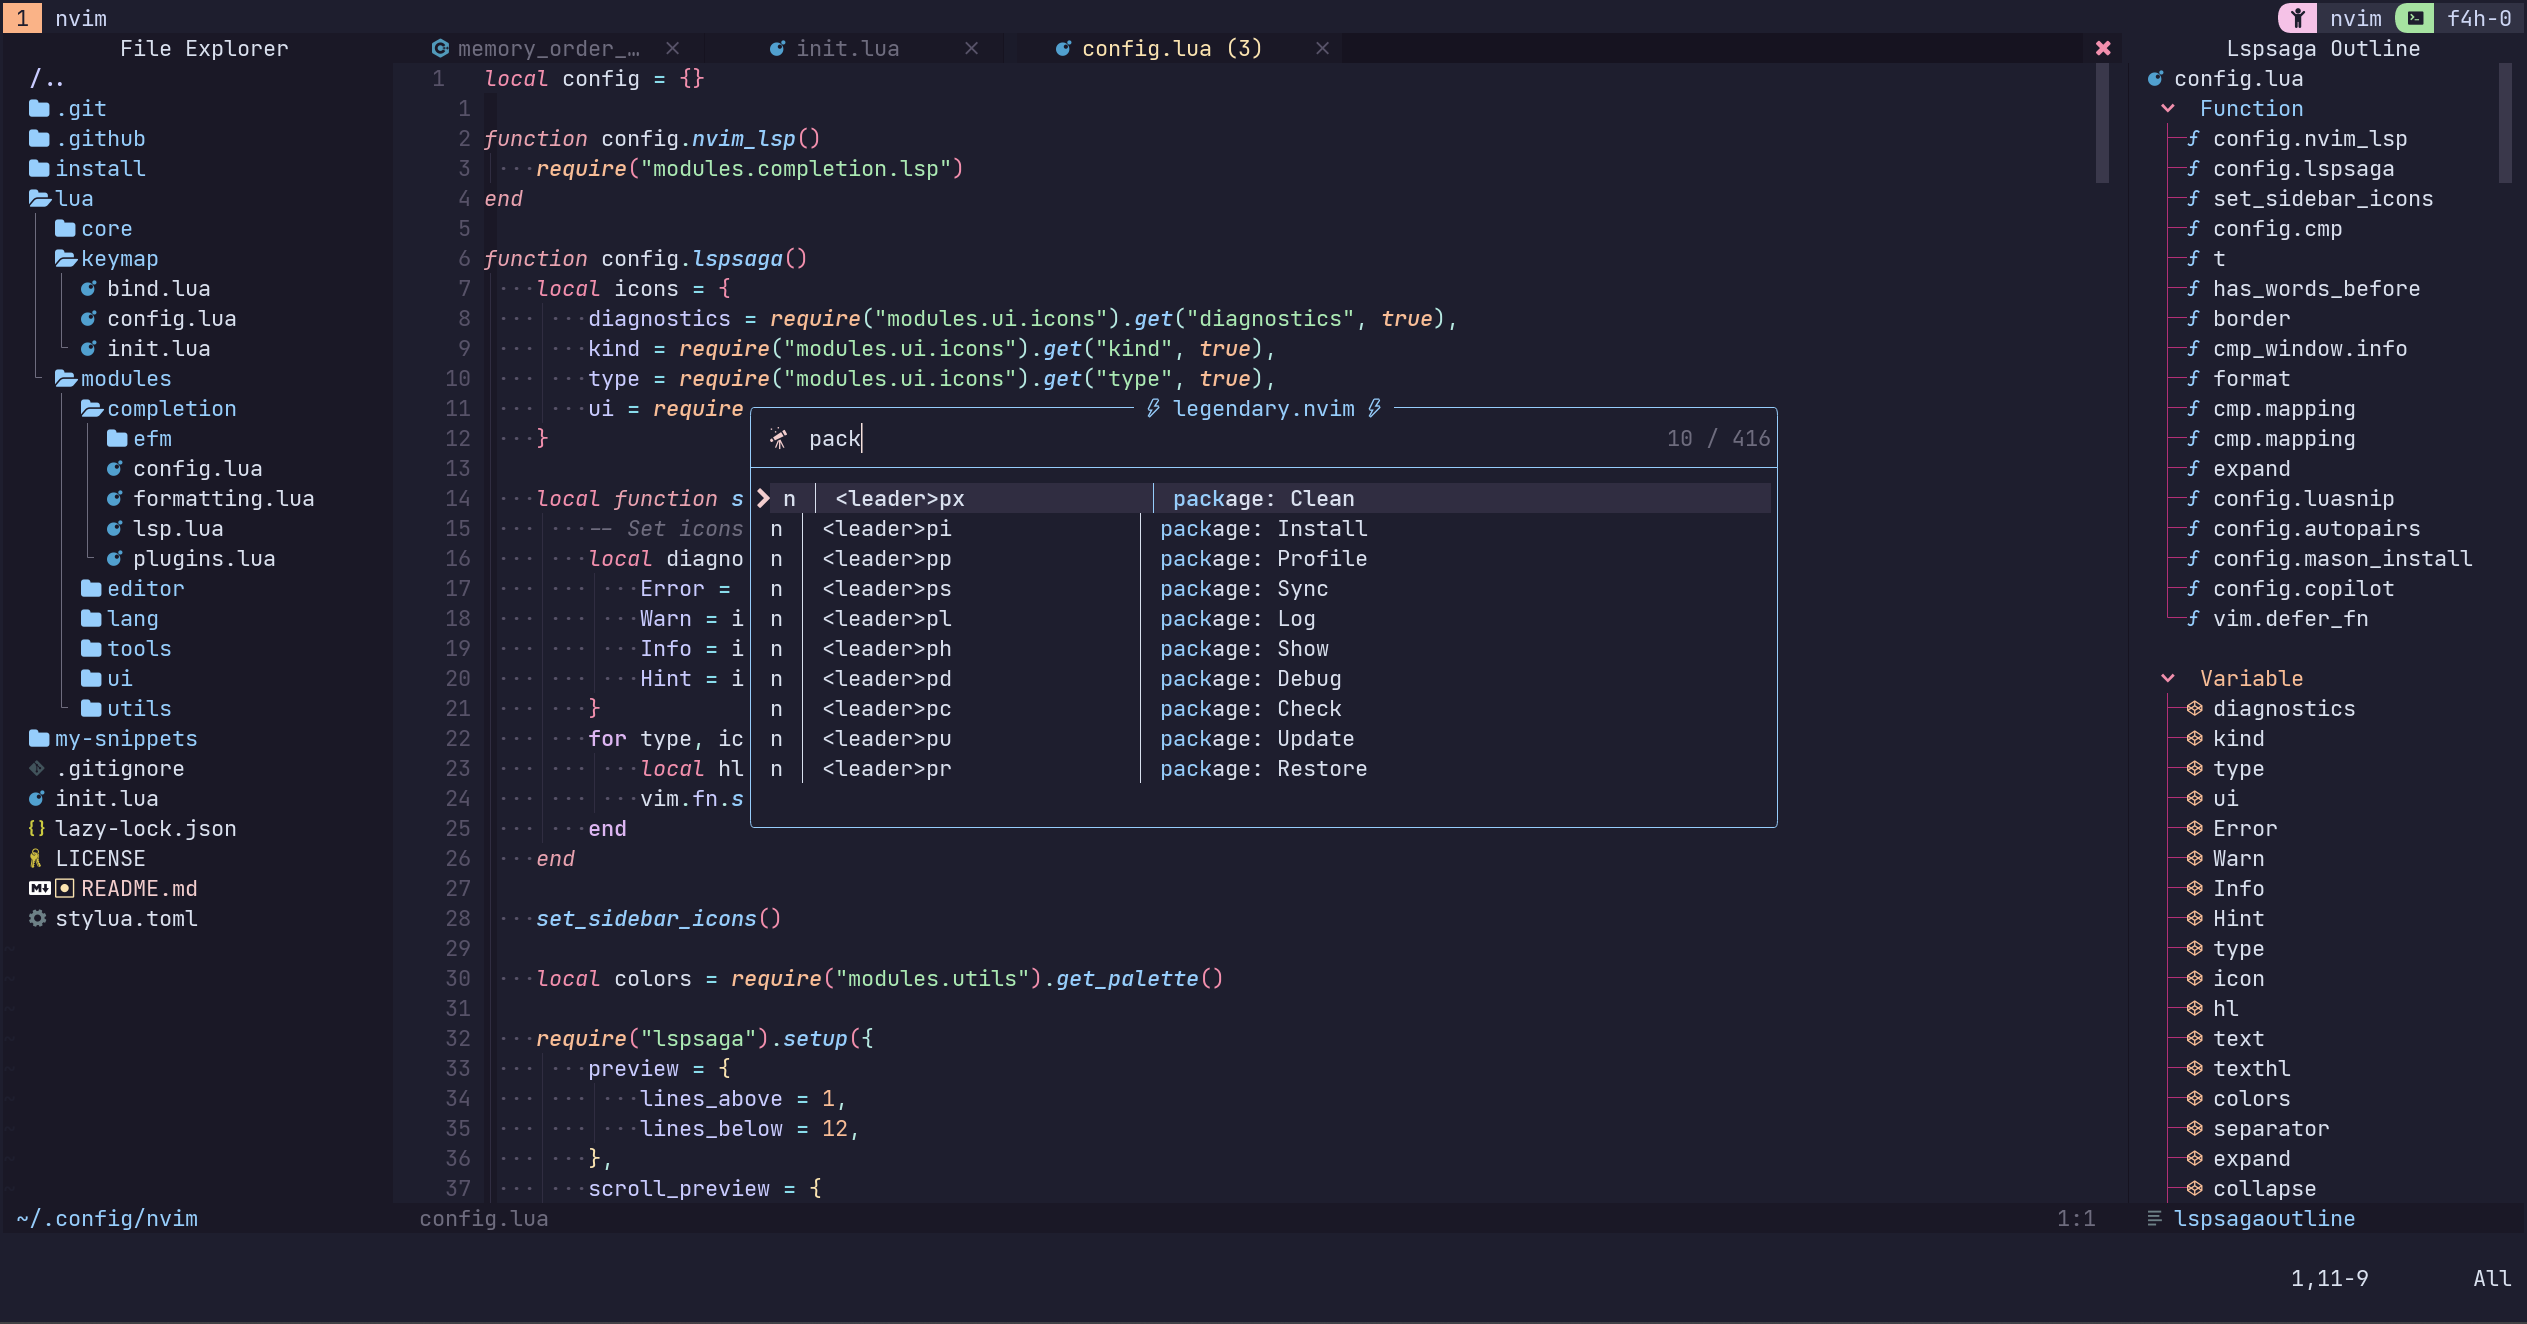 1 nvim
nvim f4h-0
File Explorer
/..
.git
.github
install
lua
core
keymap
bind.lua
config.lua
init.lua
modules
completion
efm
config.lua
formatting.lua
lsp.lua
plugins.lua
editor
lang
tools
ui
utils
my-snippets
.gitignore
init.lua
lazy-lock.json
LICENSE
README.md
stylua.toml
~/.config/nvim
memory_order_… init.lua config.lua (3)
1 local config = {}
1
2 function config.nvim_lsp()
3 require("modules.completion.lsp")
4 end
5
6 function config.lspsaga()
7 local icons = {
8 diagnostics = require("modules.ui.icons").get("diagnostics", true),
9 kind = require("modules.ui.icons").get("kind", true),
10 type = require("modules.ui.icons").get("type", true),
11 ui = require
12 }
13
14 local function s
15 -- Set icons
16 local diagno
17 Error =
18 Warn = i
19 Info = i
20 Hint = i
21 }
22 for type, ic
23 local hl
24 vim.fn.s
25 end
26 end
27
28 set_sidebar_icons()
29
30 local colors = require("modules.utils").get_palette()
31
32 require("lspsaga").setup({
33 preview = {
34 lines_above = 1,
35 lines_below = 12,
36 },
37 scroll_preview = {
config.lua 1:1
legendary.nvim
pack 10 / 416
n <leader>px package: Clean
n <leader>pi package: Install
n <leader>pp package: Profile
n <leader>ps package: Sync
n <leader>pl package: Log
n <leader>ph package: Show
n <leader>pd package: Debug
n <leader>pc package: Check
n <leader>pu package: Update
n <leader>pr package: Restore
Lspsaga Outline
config.lua
Function
config.nvim_lsp
config.lspsaga
set_sidebar_icons
config.cmp
t
has_words_before
border
cmp_window.info
format
cmp.mapping
cmp.mapping
expand
config.luasnip
config.autopairs
config.mason_install
config.copilot
vim.defer_fn
Variable
diagnostics
kind
type
ui
Error
Warn
Info
Hint
type
icon
hl
text
texthl
colors
separator
expand
collapse
lspsagaoutline
1,11-9 All